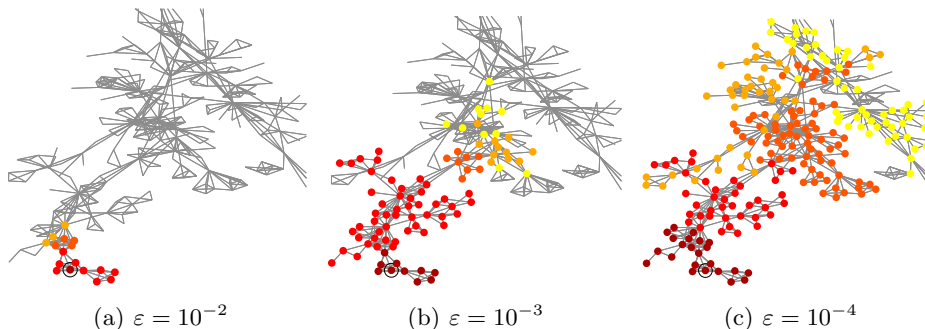 (a) ε = 10⁻² (b) ε = 10⁻³ (c) ε = 10⁻⁴